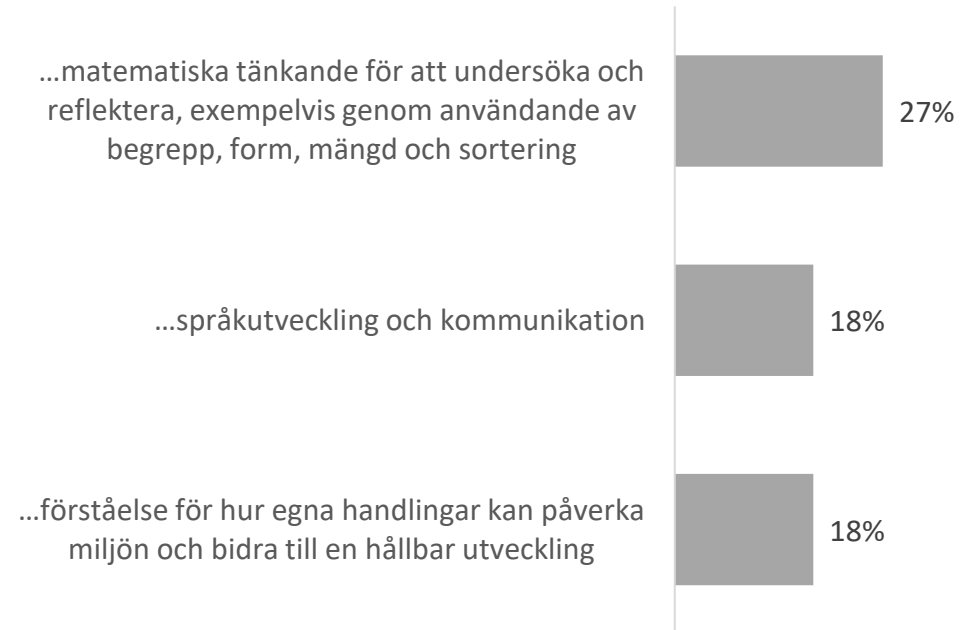 …matematiska tänkande för att undersöka och
reflektera, exempelvis genom användande av
begrepp, form, mängd och sortering
27%
…språkutveckling och kommunikation
18%
…förståelse för hur egna handlingar kan påverka
miljön och bidra till en hållbar utveckling
18%